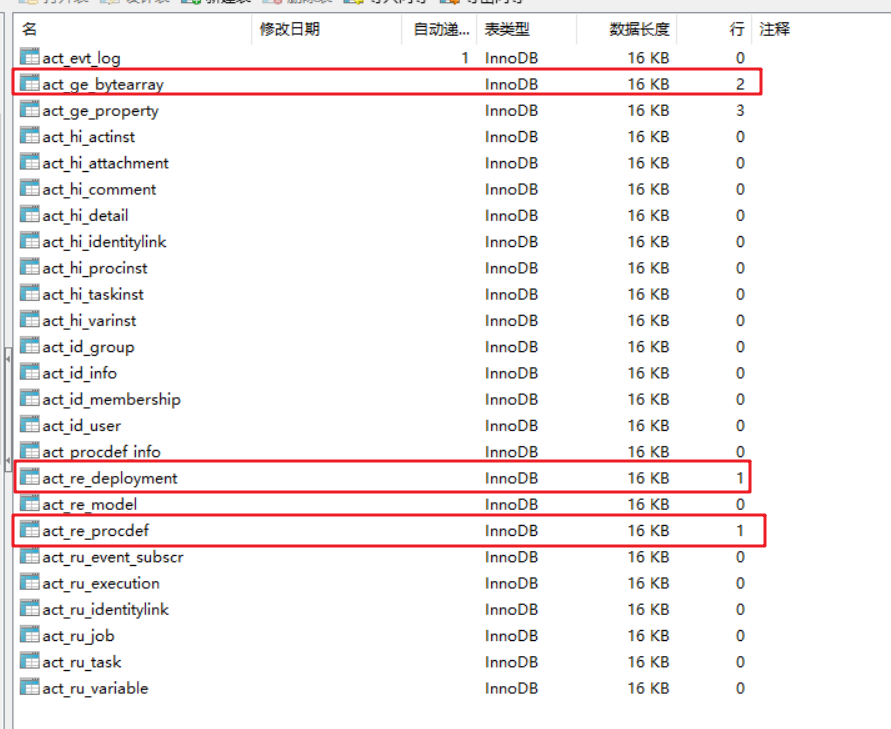 名 修改日期 自动递... 表类型 数据长度 行 注释
act_evt_log 1 InnoDB 16 KB 0
act_ge_bytearray InnoDB 16 KB 2
act_ge_property InnoDB 16 KB 3
act_hi_actinst InnoDB 16 KB 0
act_hi_attachment InnoDB 16 KB 0
act_hi_comment InnoDB 16 KB 0
act_hi_detail InnoDB 16 KB 0
act_hi_identitylink InnoDB 16 KB 0
act_hi_procinst InnoDB 16 KB 0
act_hi_taskinst InnoDB 16 KB 0
act_hi_varinst InnoDB 16 KB 0
act_id_group InnoDB 16 KB 0
act_id_info InnoDB 16 KB 0
act_id_membership InnoDB 16 KB 0
act_id_user InnoDB 16 KB 0
act_procdef_info InnoDB 16 KB 0
act_re_deployment InnoDB 16 KB 1
act_re_model InnoDB 16 KB 0
act_re_procdef InnoDB 16 KB 1
act_ru_event_subscr InnoDB 16 KB 0
act_ru_execution InnoDB 16 KB 0
act_ru_identitylink InnoDB 16 KB 0
act_ru_job InnoDB 16 KB 0
act_ru_task InnoDB 16 KB 0
act_ru_variable InnoDB 16 KB 0